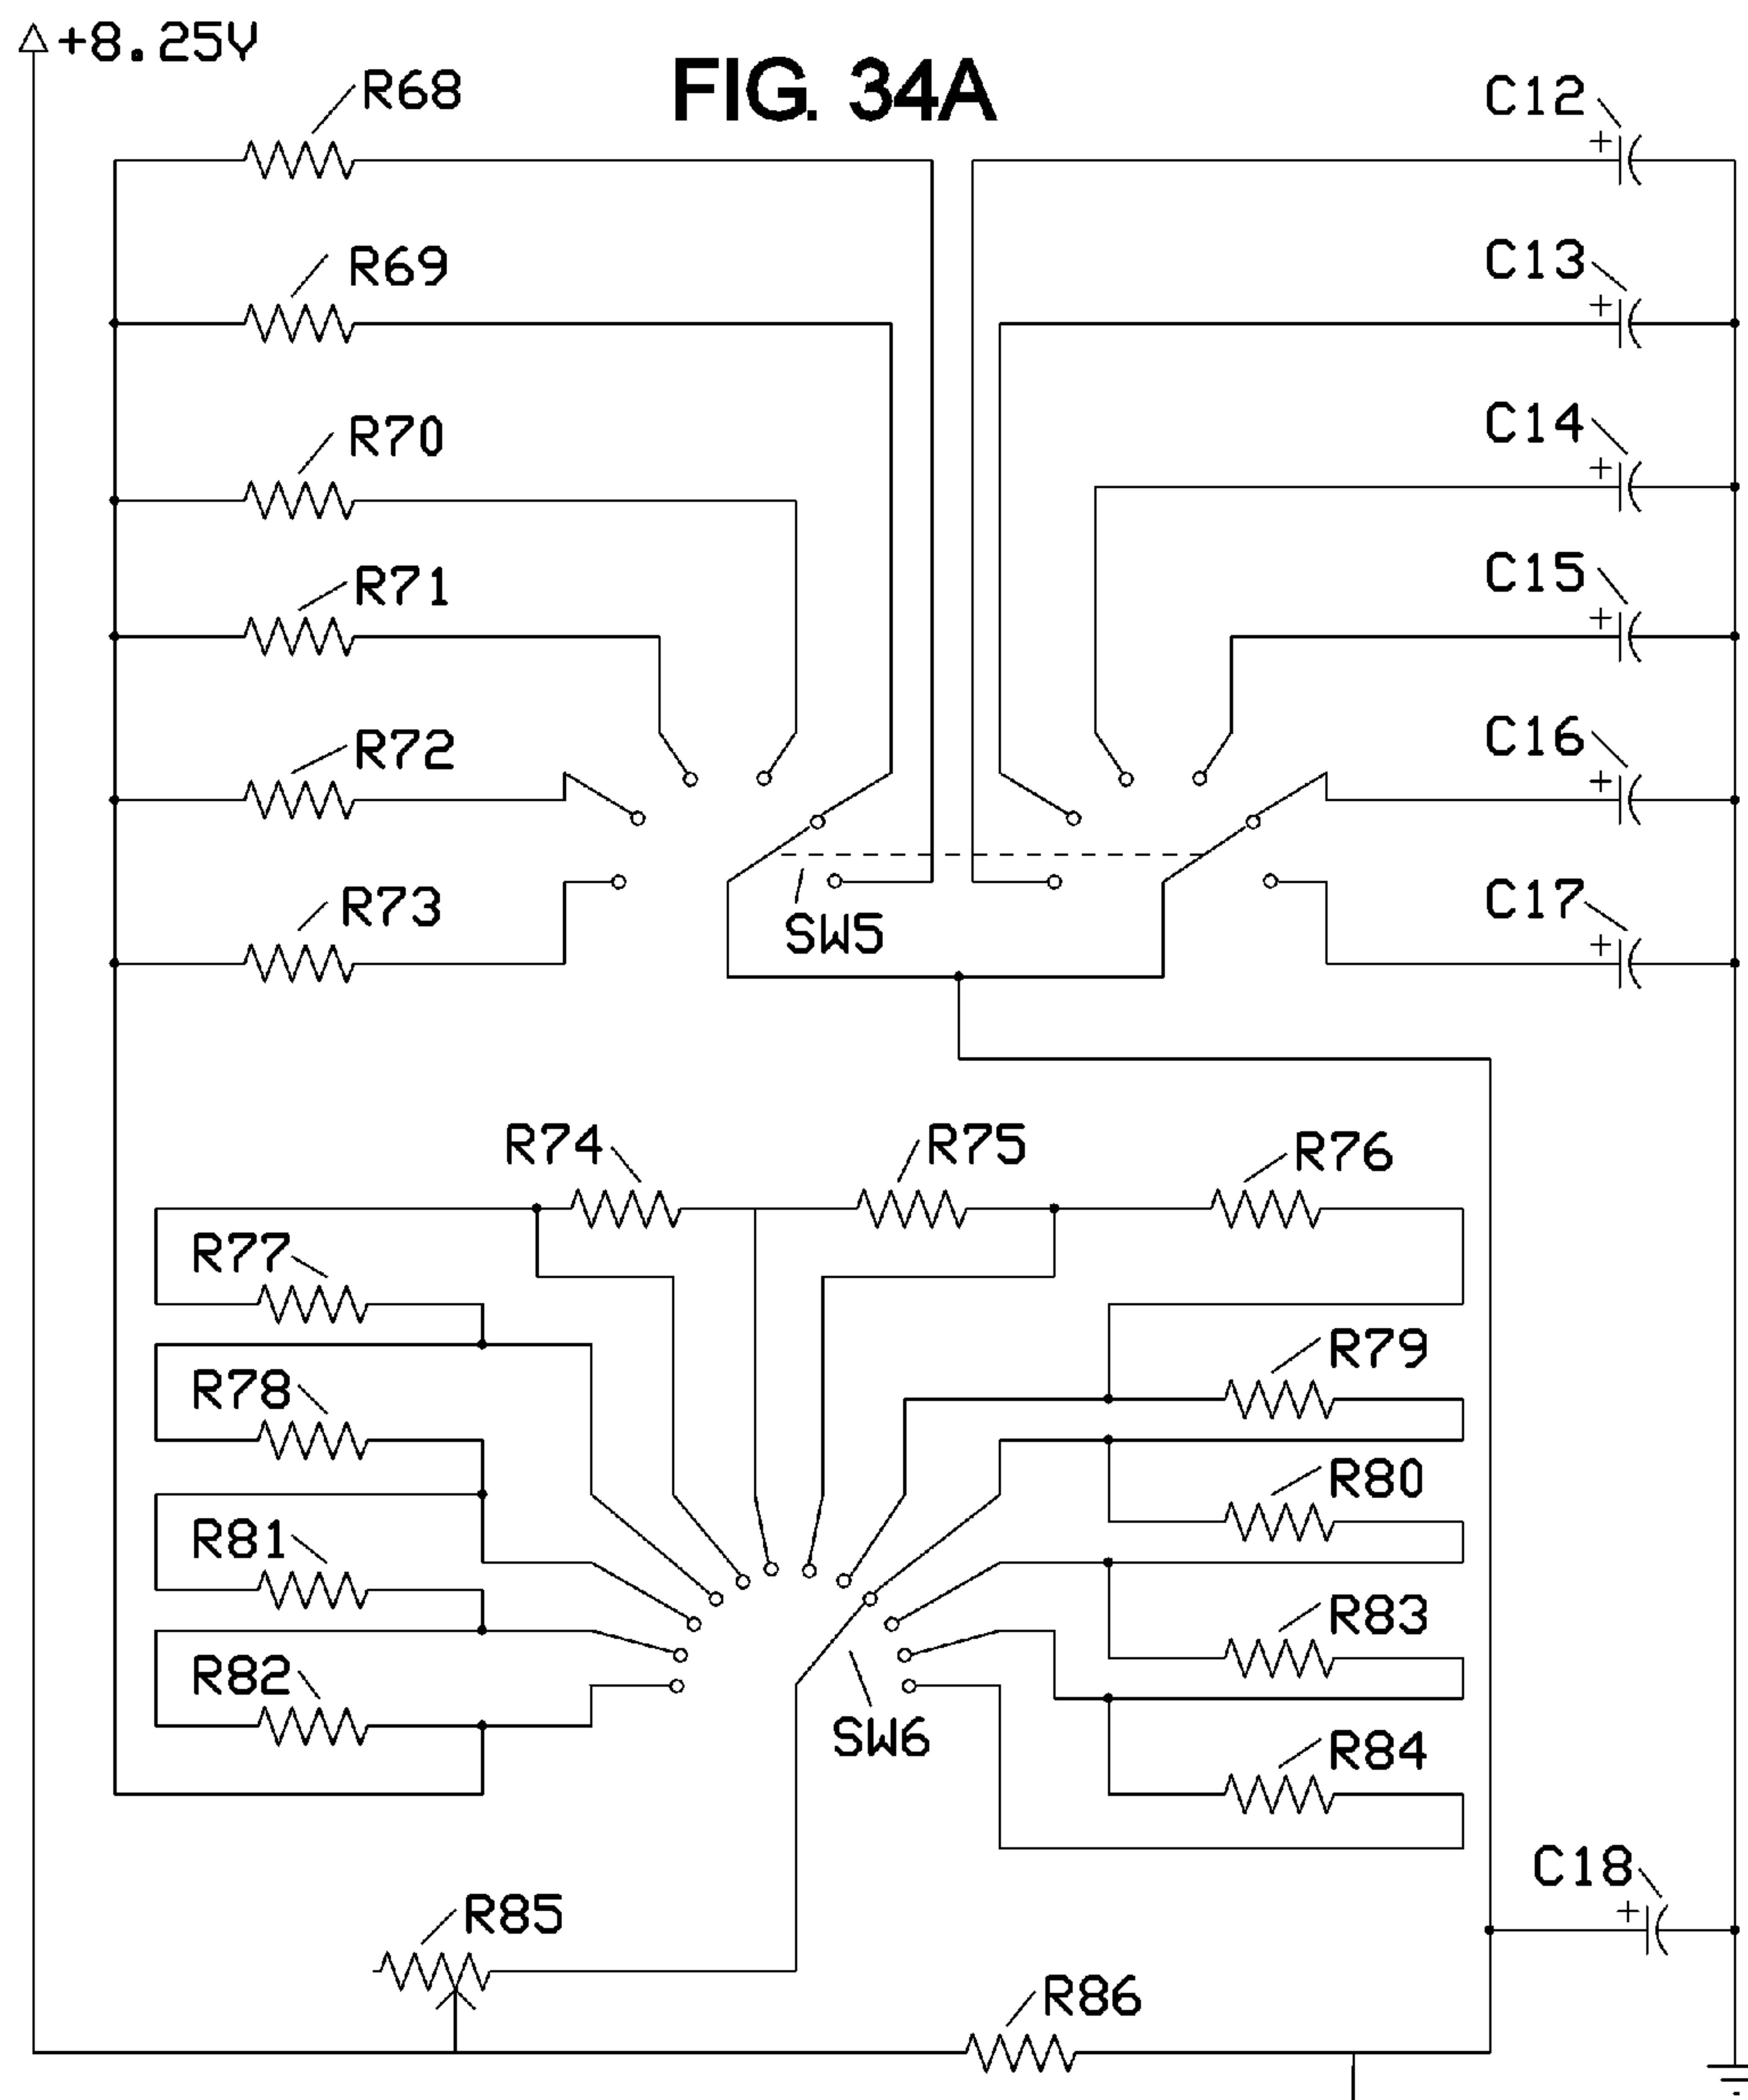 +8.25V
FIG. 34A
R68
C12
+
R69
C13
+
R70
C14
+
R71
C15
+
R72
C16
+
R73
SW5
C17
+
R74
R75
R76
R77
R79
R78
R80
R81
R83
R82
SW6
R84
C18
+
R85
R86